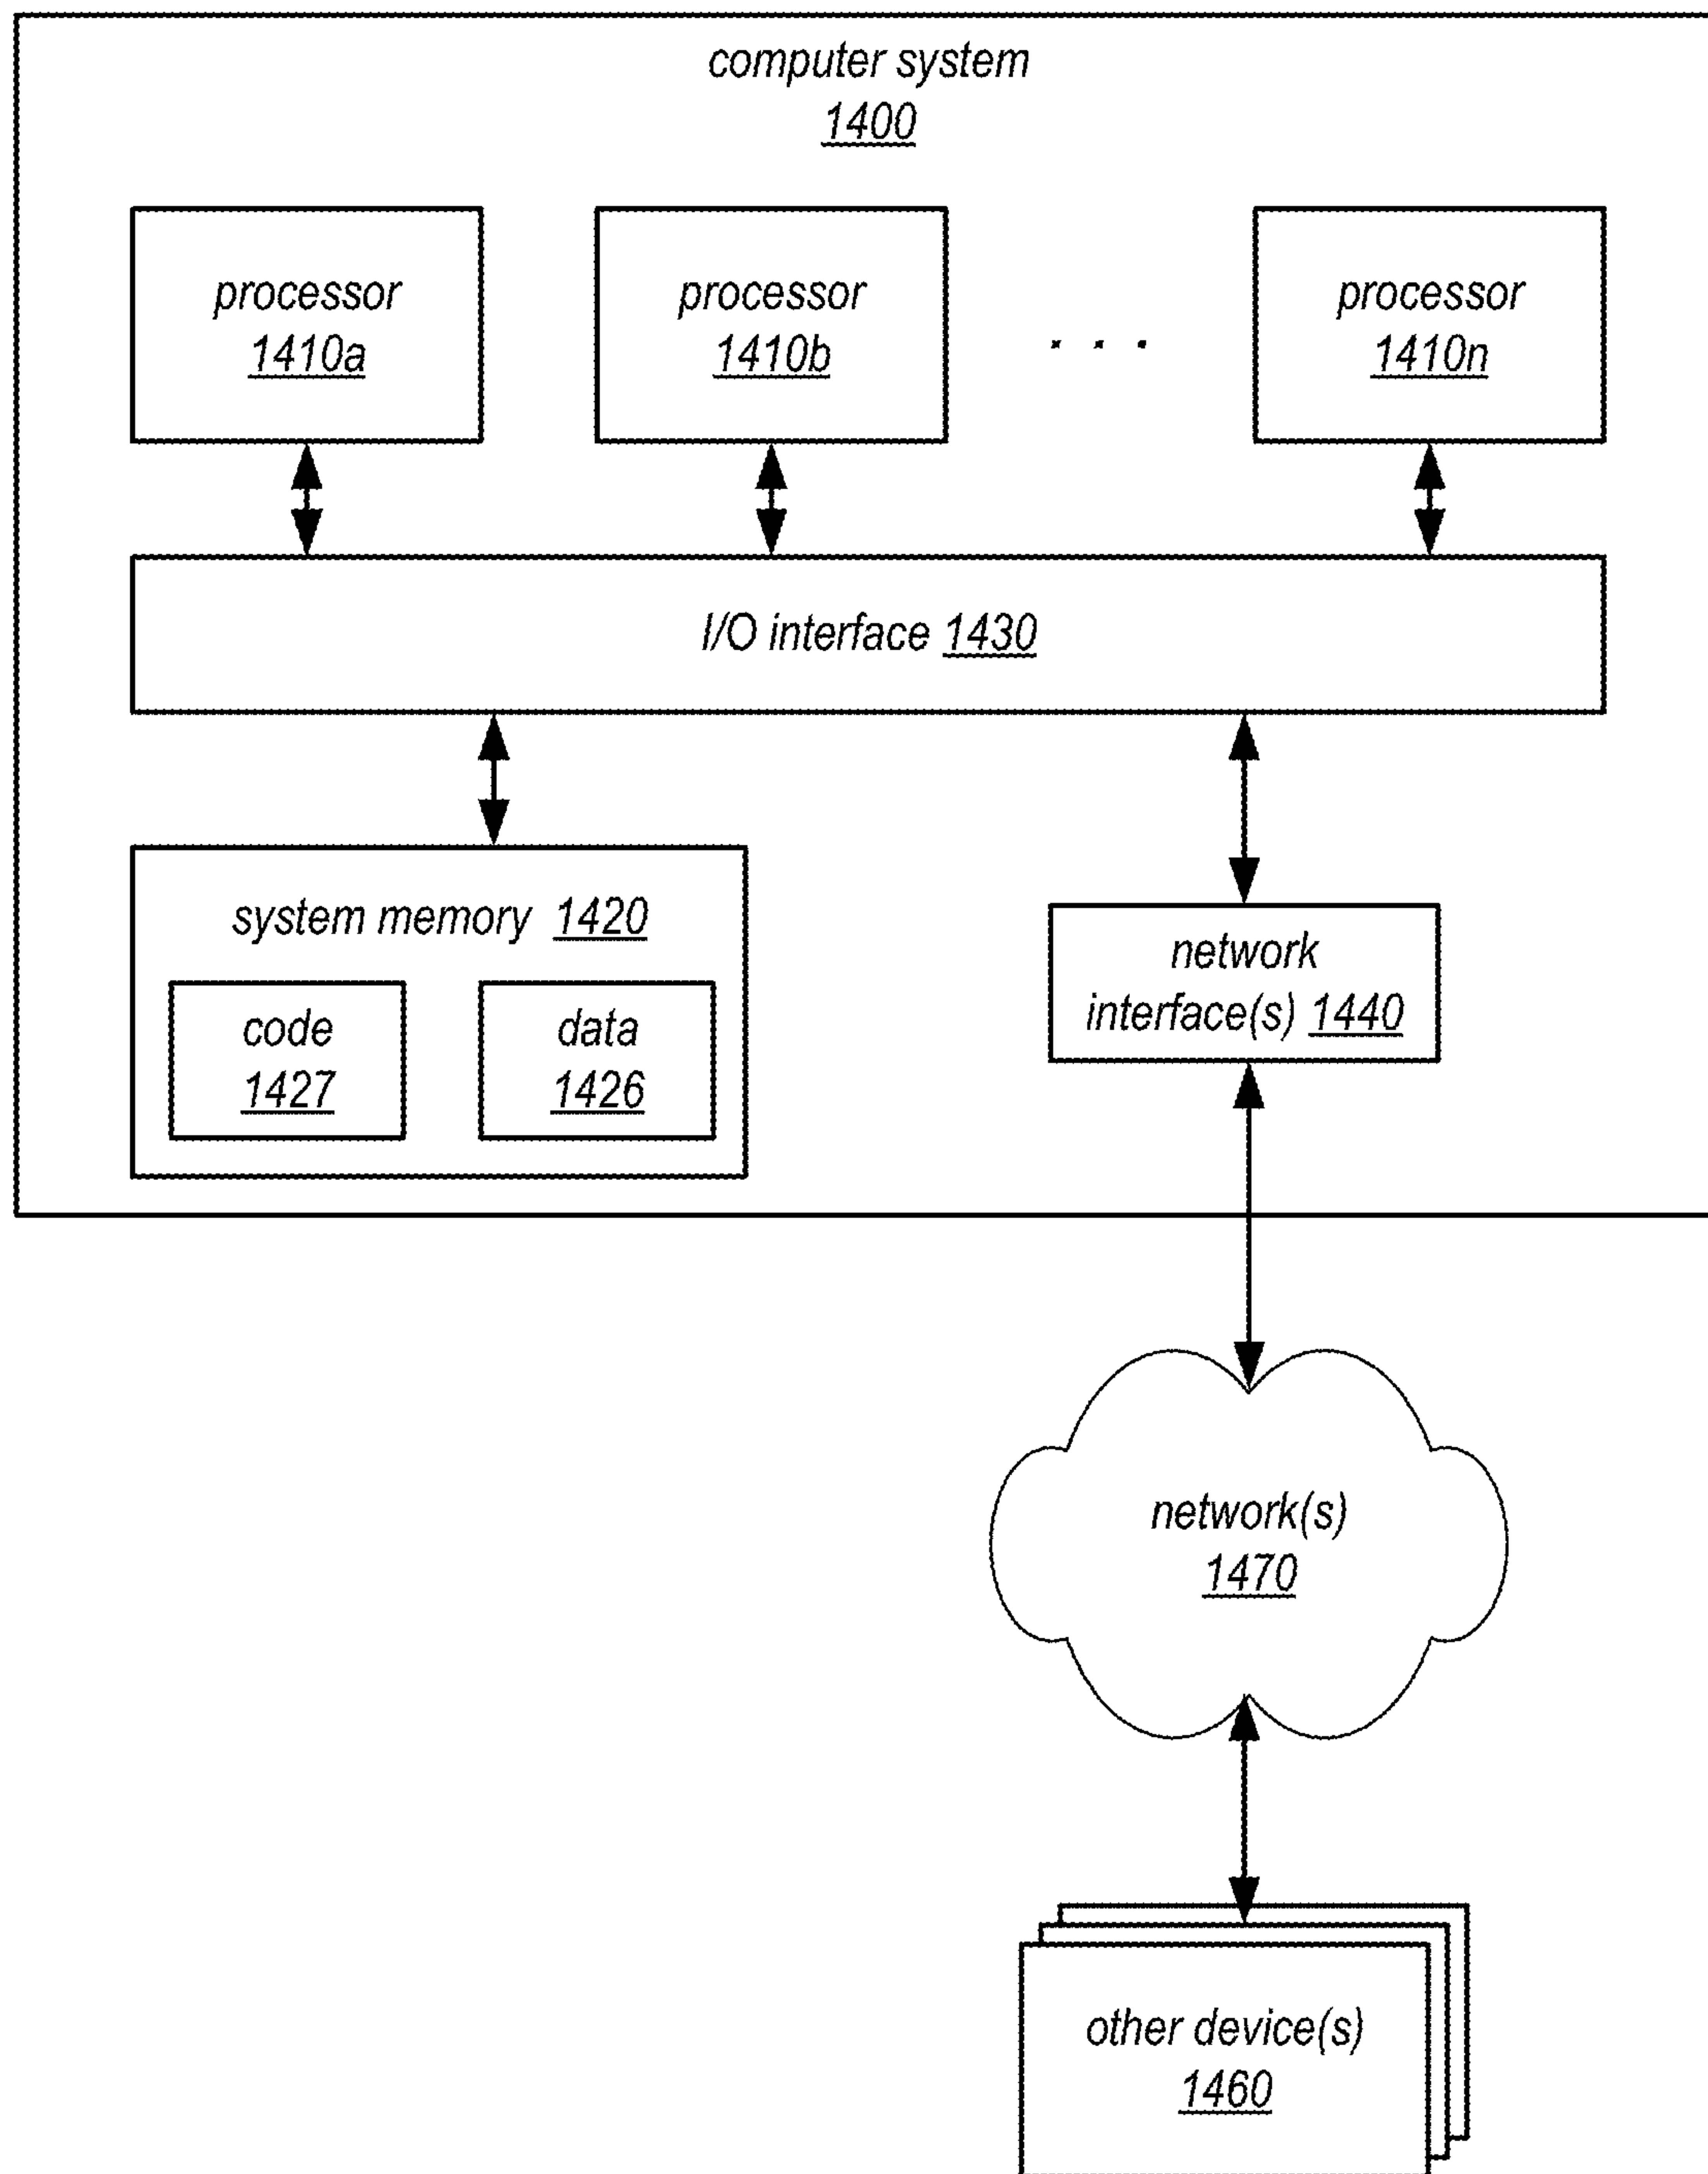 computer system
1400
processor
1410a
processor
1410b
. . .
processor
1410n
I/O interface 1430
system memory 1420
code
1427
data
1426
network
interface(s) 1440
network(s)
1470
other device(s)
1460